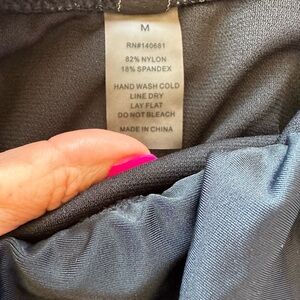 M
RN#140681
82% NYLON
18% SPANDEX
HAND WASH COLD
LINE DRY
LAY FLAT
DO NOT BLEACH
MADE IN CHINA